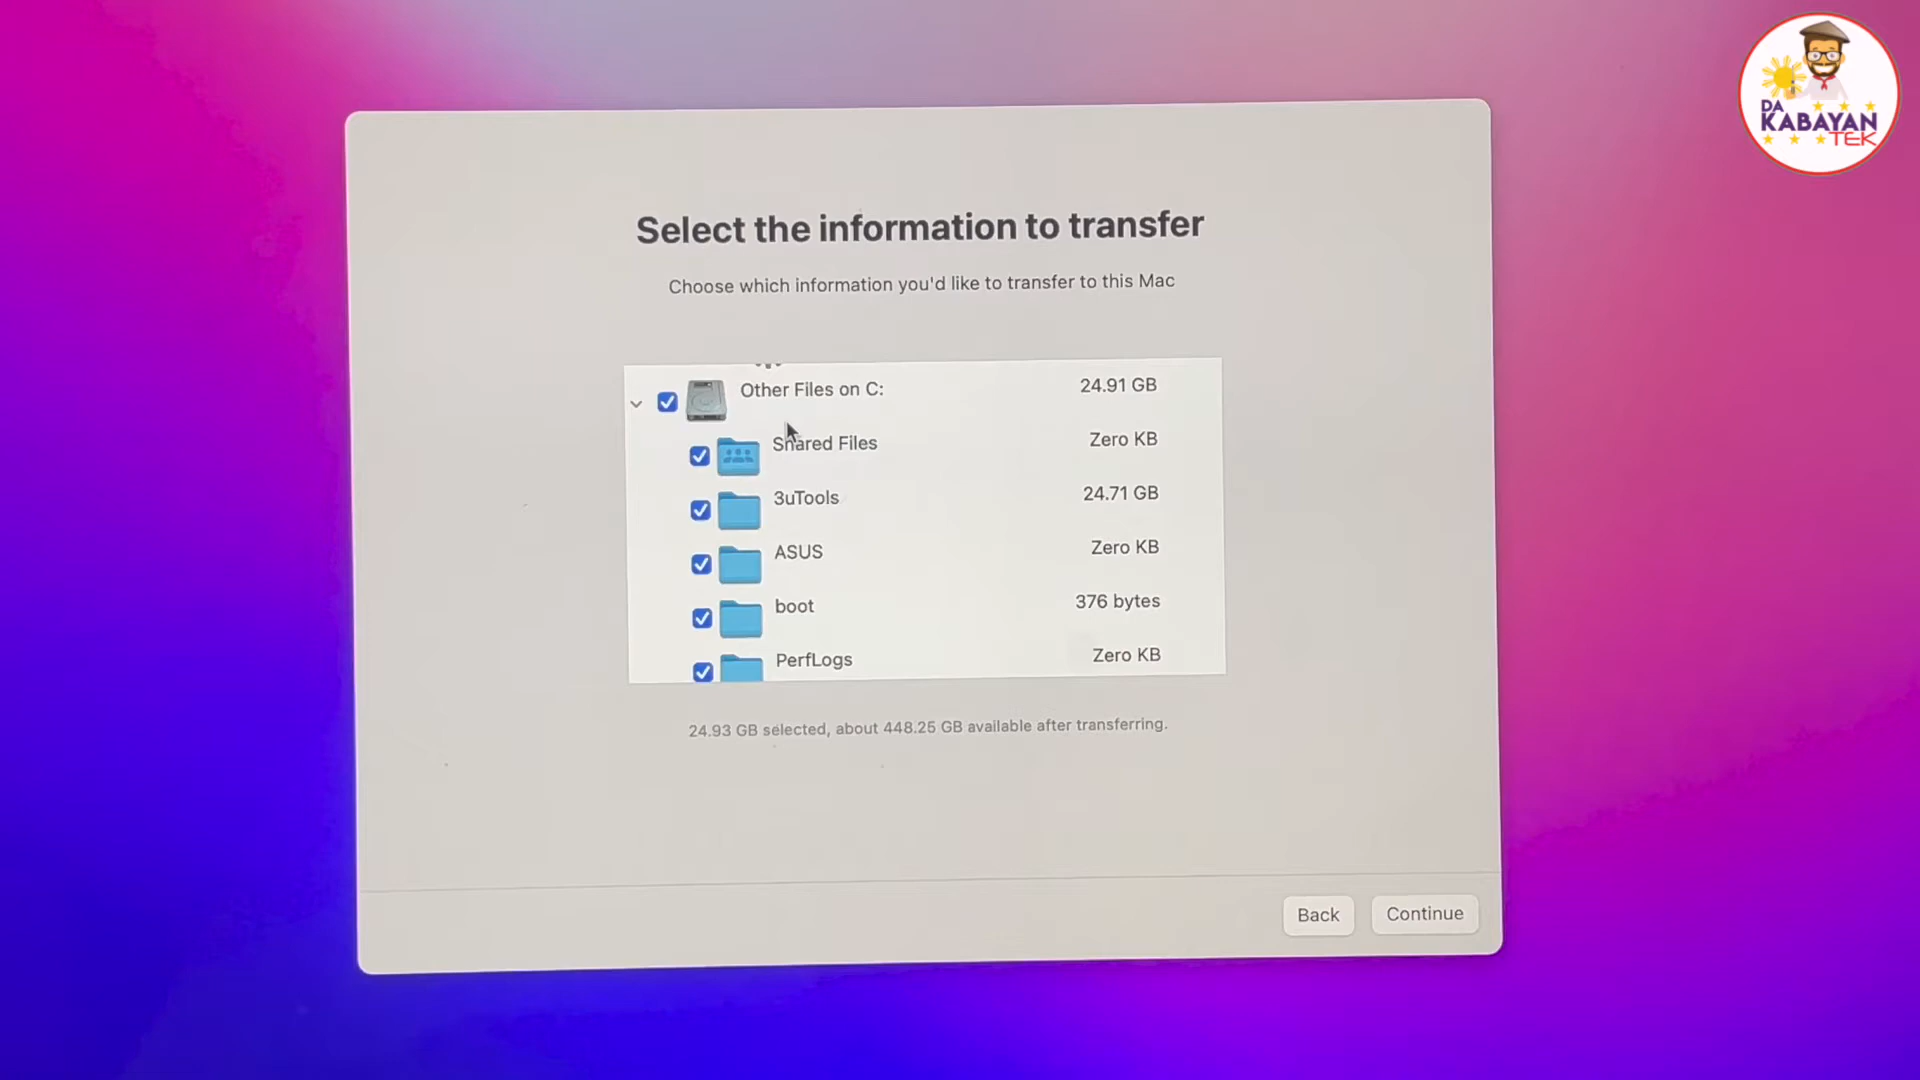 DA
KABAYAN
TEK
Select the information to transfer
Choose which information you'd like to transfer to this Mac
Other Files on C: 24.91 GB
Shared Files Zero KB
3uTools 24.71 GB
ASUS Zero KB
boot 376 bytes
PerfLogs Zero KB
24.93 GB selected, about 448.25 GB available after transferring.
Back Continue